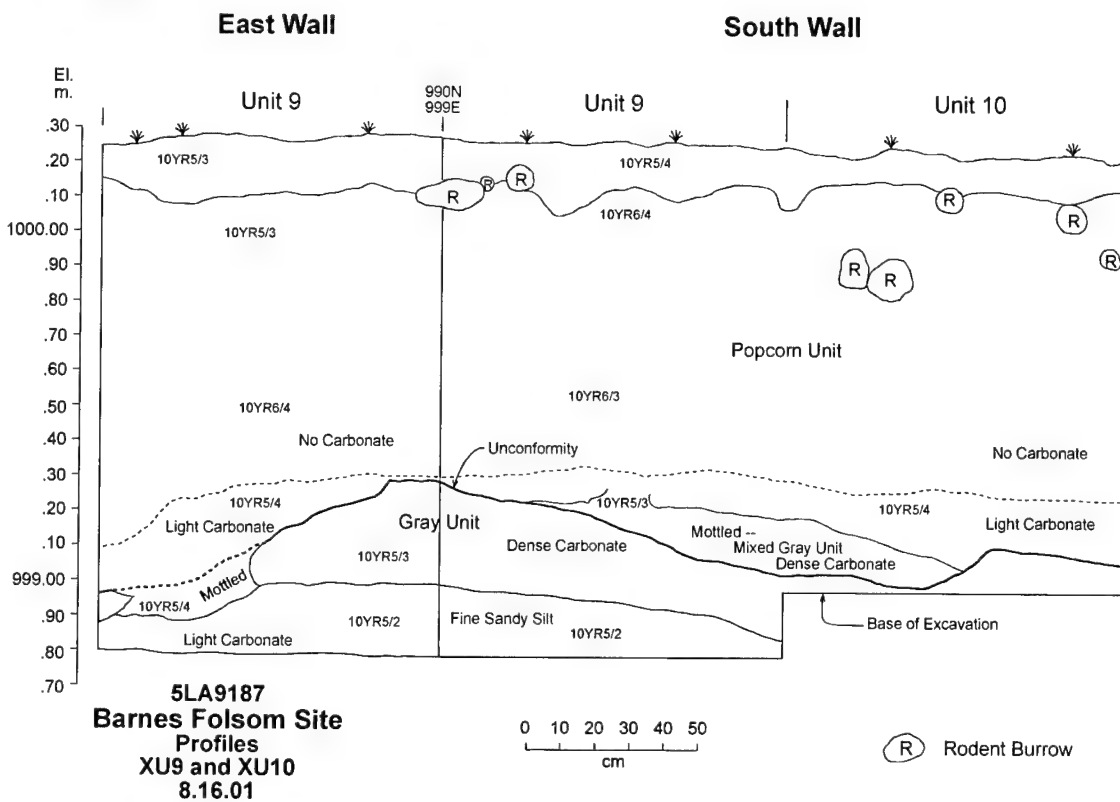 East Wall
South Wall
El.
m.
Unit 9
990N
999E
Unit 9
Unit 10
.30
.20
.10
1000.00
.90
.80
.70
.60
.50
.40
.30
.20
.10
999.00
.90
.80
.70
10YR5/3
10YR5/4
R
R
R
R
R
R
R
R
10YR5/3
10YR6/4
Popcorn Unit
10YR6/4
10YR6/3
No Carbonate
Unconformity
No Carbonate
10YR5/4
Light Carbonate
Gray Unit
10YR5/3
10YR5/4
Mottled --
Mixed Gray Unit
Dense Carbonate
Light Carbonate
10YR5/3
Dense Carbonate
Mottled
10YR5/4
10YR5/2
Fine Sandy Silt
10YR5/2
Light Carbonate
Base of Excavation
5LA9187
Barnes Folsom Site
Profiles
XU9 and XU10
8.16.01
0 10 20 30 40 50
cm
R Rodent Burrow